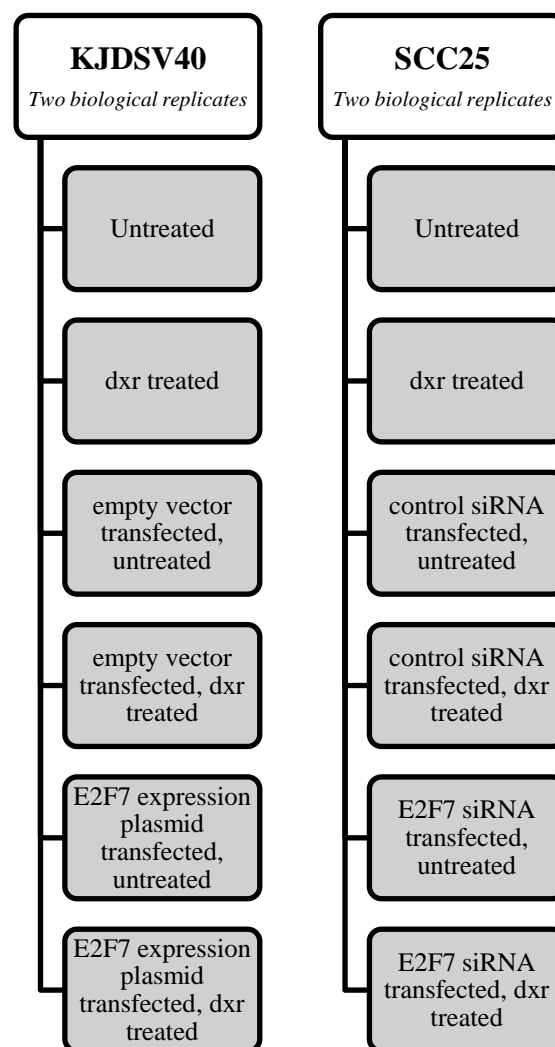 KJDSV40
Two biological replicates
Untreated
dxr treated
empty vector
transfected,
untreated
empty vector
transfected, dxr
treated
E2F7 expression
plasmid
transfected,
untreated
E2F7 expression
plasmid
transfected, dxr
treated
SCC25
Two biological replicates
Untreated
dxr treated
control siRNA
transfected,
untreated
control siRNA
transfected, dxr
treated
E2F7 siRNA
transfected,
untreated
E2F7 siRNA
transfected, dxr
treated